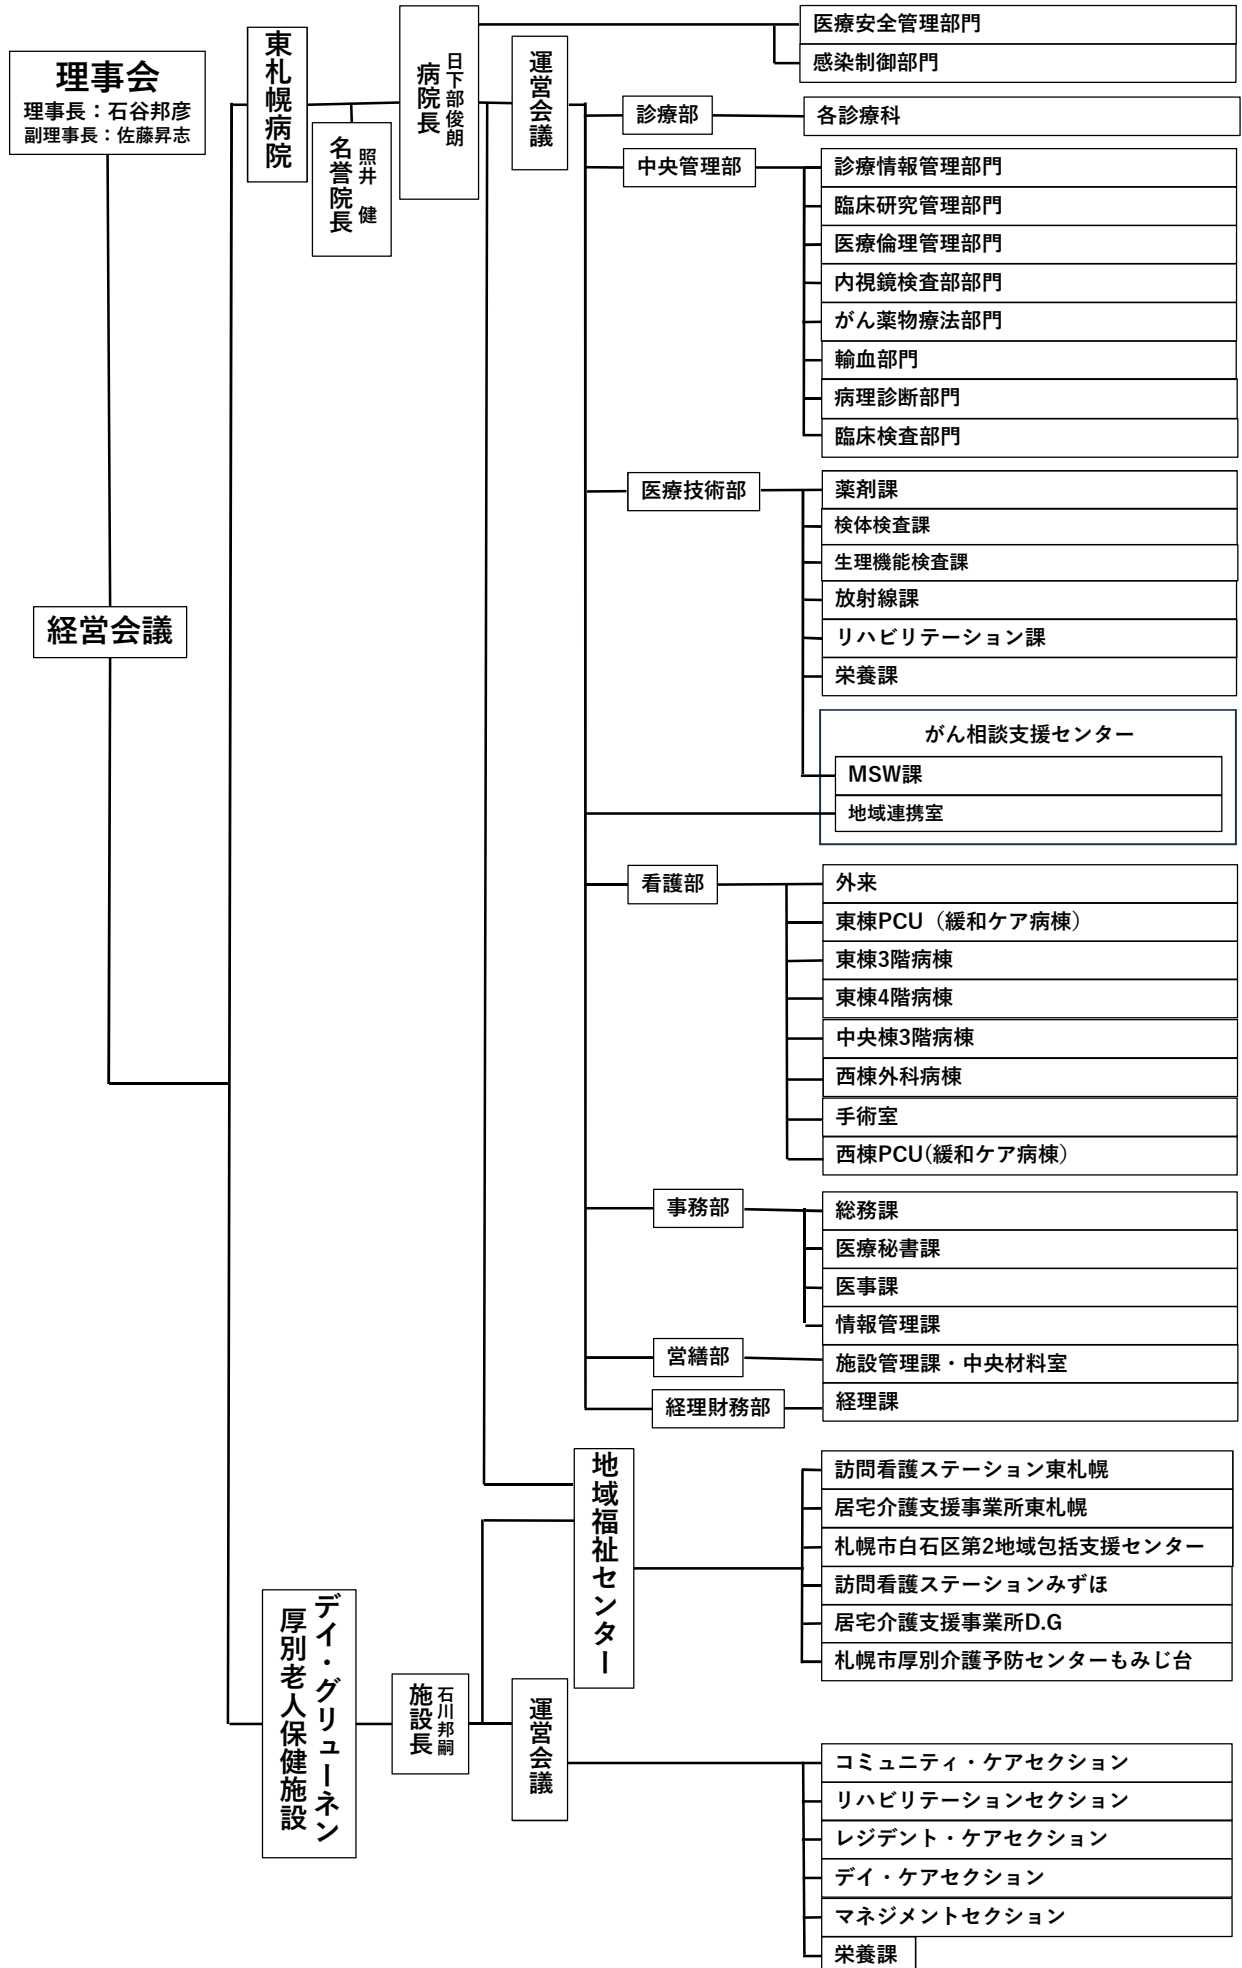 理事会
理事長：石谷邦彦
副理事長：佐藤昇志
経営会議
東札幌病院
名誉院長
照井　健
病院長
日下部俊朗
運営会議
医療安全管理部門
感染制御部門
診療部
各診療科
中央管理部
診療情報管理部門
臨床研究管理部門
医療倫理管理部門
内視鏡検査部部門
がん薬物療法部門
輸血部門
病理診断部門
臨床検査部門
医療技術部
薬剤課
検体検査課
生理機能検査課
放射線課
リハビリテーション課
栄養課
がん相談支援センター
MSW課
地域連携室
看護部
外来
東棟PCU（緩和ケア病棟）
東棟3階病棟
東棟4階病棟
中央棟3階病棟
西棟外科病棟
手術室
西棟PCU(緩和ケア病棟）
事務部
総務課
医療秘書課
医事課
情報管理課
営繕部
施設管理課・中央材料室
経理財務部
経理課
地域福祉センター
訪問看護ステーション東札幌
居宅介護支援事業所東札幌
札幌市白石区第2地域包括支援センター
訪問看護ステーションみずほ
居宅介護支援事業所D.G
札幌市厚別介護予防センターもみじ台
デイ・グリューネン
厚別老人保健施設
施設長
石川邦嗣
運営会議
コミュニティ・ケアセクション
リハビリテーションセクション
レジデント・ケアセクション
デイ・ケアセクション
マネジメントセクション
栄養課